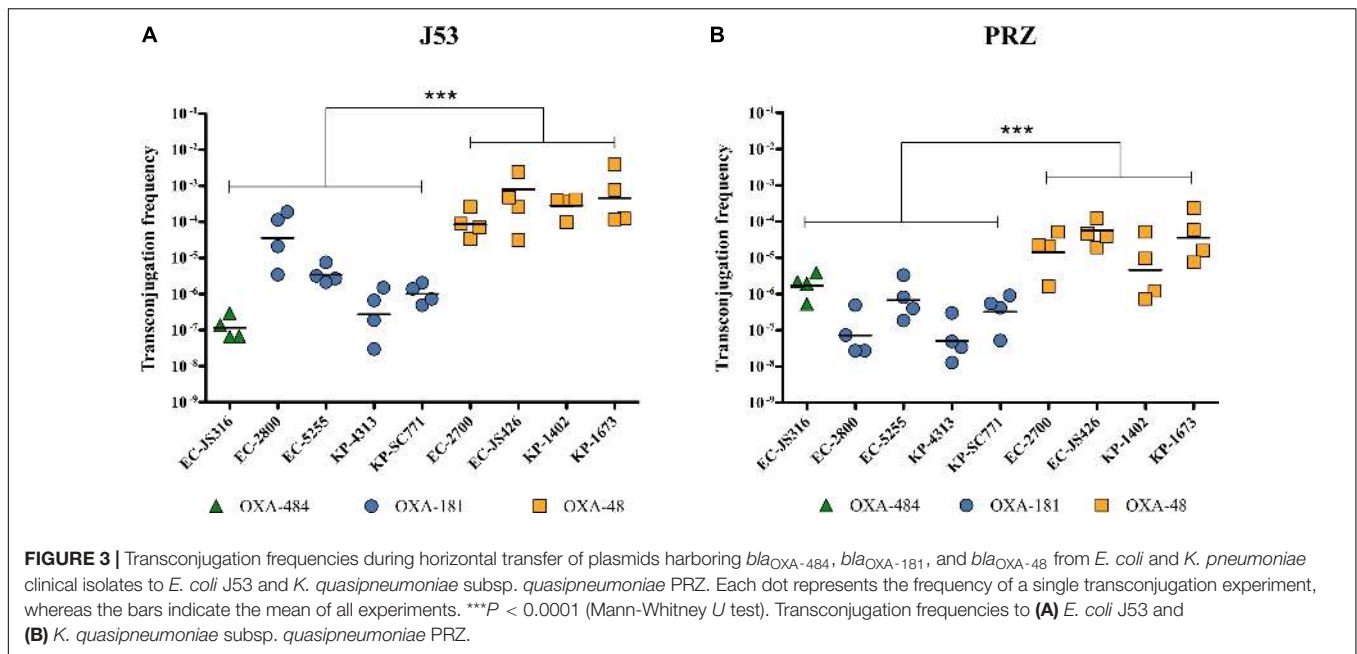 A
J53
B
PRZ
***
***
Transconjugation frequency
10⁻¹
10⁻²
10⁻³
10⁻⁴
10⁻⁵
10⁻⁶
10⁻⁷
10⁻⁸
10⁻⁹
EC-JS316
EC-2800
EC-5255
KP-4313
KP-SC771
EC-2700
EC-JS426
KP-1402
KP-1673
OXA-484
OXA-181
OXA-48
Transconjugation frequency
10⁻¹
10⁻²
10⁻³
10⁻⁴
10⁻⁵
10⁻⁶
10⁻⁷
10⁻⁸
10⁻⁹
EC-JS316
EC-2800
EC-5255
KP-4313
KP-SC771
EC-2700
EC-JS426
KP-1402
KP-1673
OXA-484
OXA-181
OXA-48
FIGURE 3 | Transconjugation frequencies during horizontal transfer of plasmids harboring blaOXA-484, blaOXA-181, and blaOXA-48 from E. coli and K. pneumoniae
clinical isolates to E. coli J53 and K. quasipneumoniae subsp. quasipneumoniae PRZ. Each dot represents the frequency of a single transconjugation experiment,
whereas the bars indicate the mean of all experiments. ***P < 0.0001 (Mann-Whitney U test). Transconjugation frequencies to (A) E. coli J53 and
(B) K. quasipneumoniae subsp. quasipneumoniae PRZ.